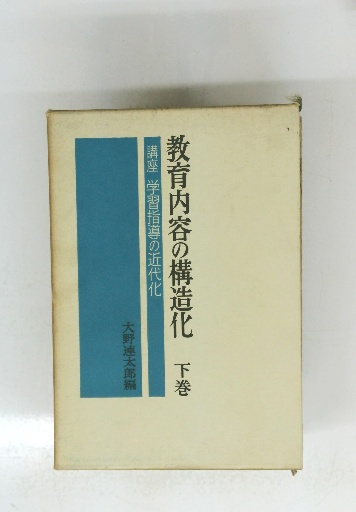 教育内容の構造化 下巻
講座 学習指導の近代化
大野連太郎編